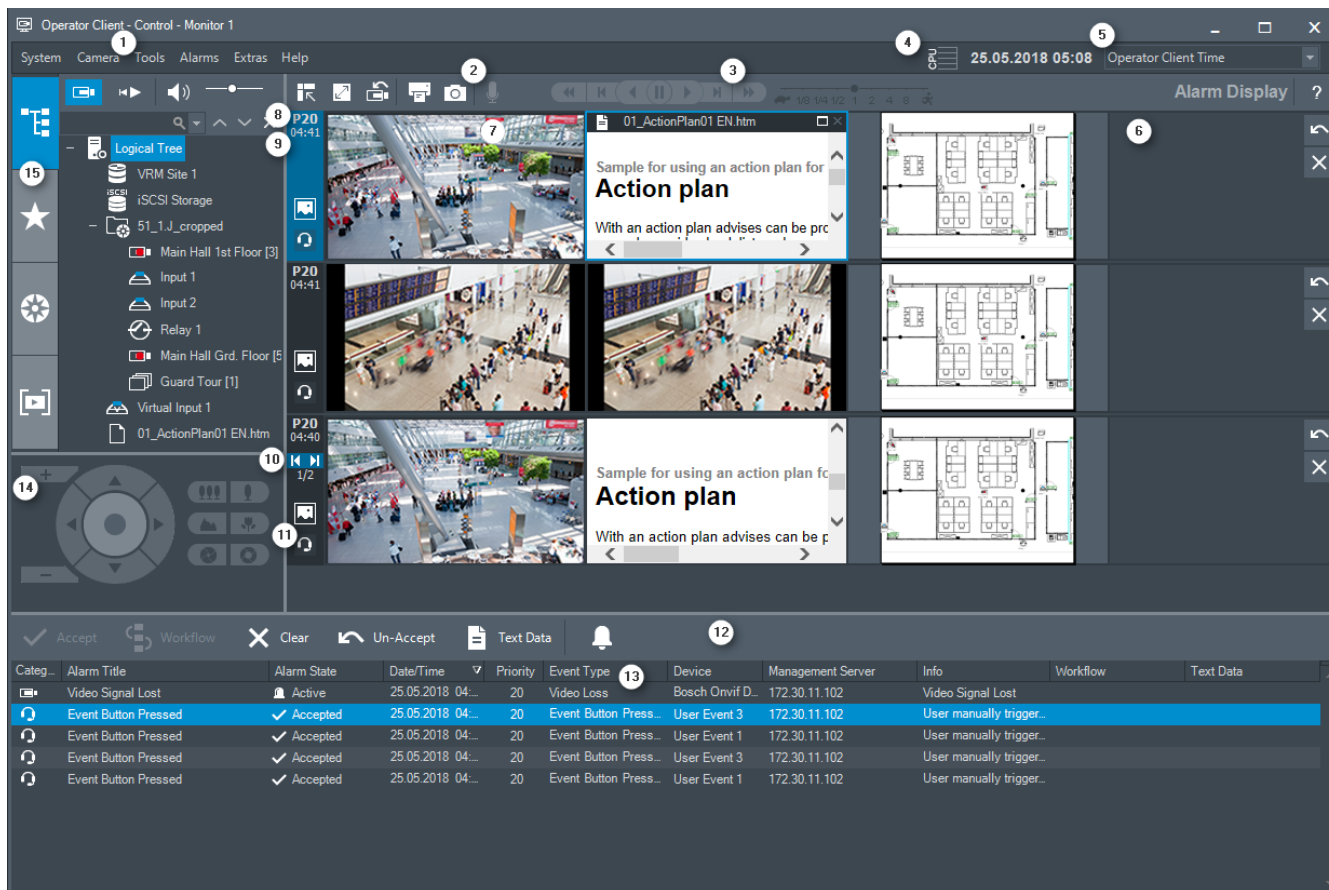 Operator Client - Control - Monitor 1
1
System Camera Tools Alarms Extras Help
4
CPU
25.05.2018 05:08
5
Operator Client Time
2
3
1/8 1/4 1/2 1 2 4 8
Alarm Display ?
8
9
15
Logical Tree
VRM Site 1
iSCSI
iSCSI Storage
51_1.J_cropped
Main Hall 1st Floor [3]
Input 1
Input 2
Relay 1
Main Hall Grd. Floor [5
Guard Tour [1]
Virtual Input 1
01_ActionPlan01 EN.htm
P20
04:41
7
01_ActionPlan01 EN.htm
Sample for using an action plan for
Action plan
With an action plan advises can be prc
6
P20
04:41
P20
04:40
10
1/2
11
Sample for using an action plan fo
Action plan
With an action plan advises can be p
14
Accept Workflow Clear Un-Accept Text Data
12
Categ... Alarm Title Alarm State Date/Time Priority Event Type 13 Device Management Server Info Workflow Text Data
Video Signal Lost Active 25.05.2018 04:... 20 Video Loss Bosch Onvif D... 172.30.11.102 Video Signal Lost
Event Button Pressed Accepted 25.05.2018 04:... 20 Event Button Press... User Event 3 172.30.11.102 User manually trigger...
Event Button Pressed Accepted 25.05.2018 04:... 20 Event Button Press... User Event 1 172.30.11.102 User manually trigger...
Event Button Pressed Accepted 25.05.2018 04:... 20 Event Button Press... User Event 3 172.30.11.102 User manually trigger...
Event Button Pressed Accepted 25.05.2018 04:... 20 Event Button Press... User Event 1 172.30.11.102 User manually trigger...